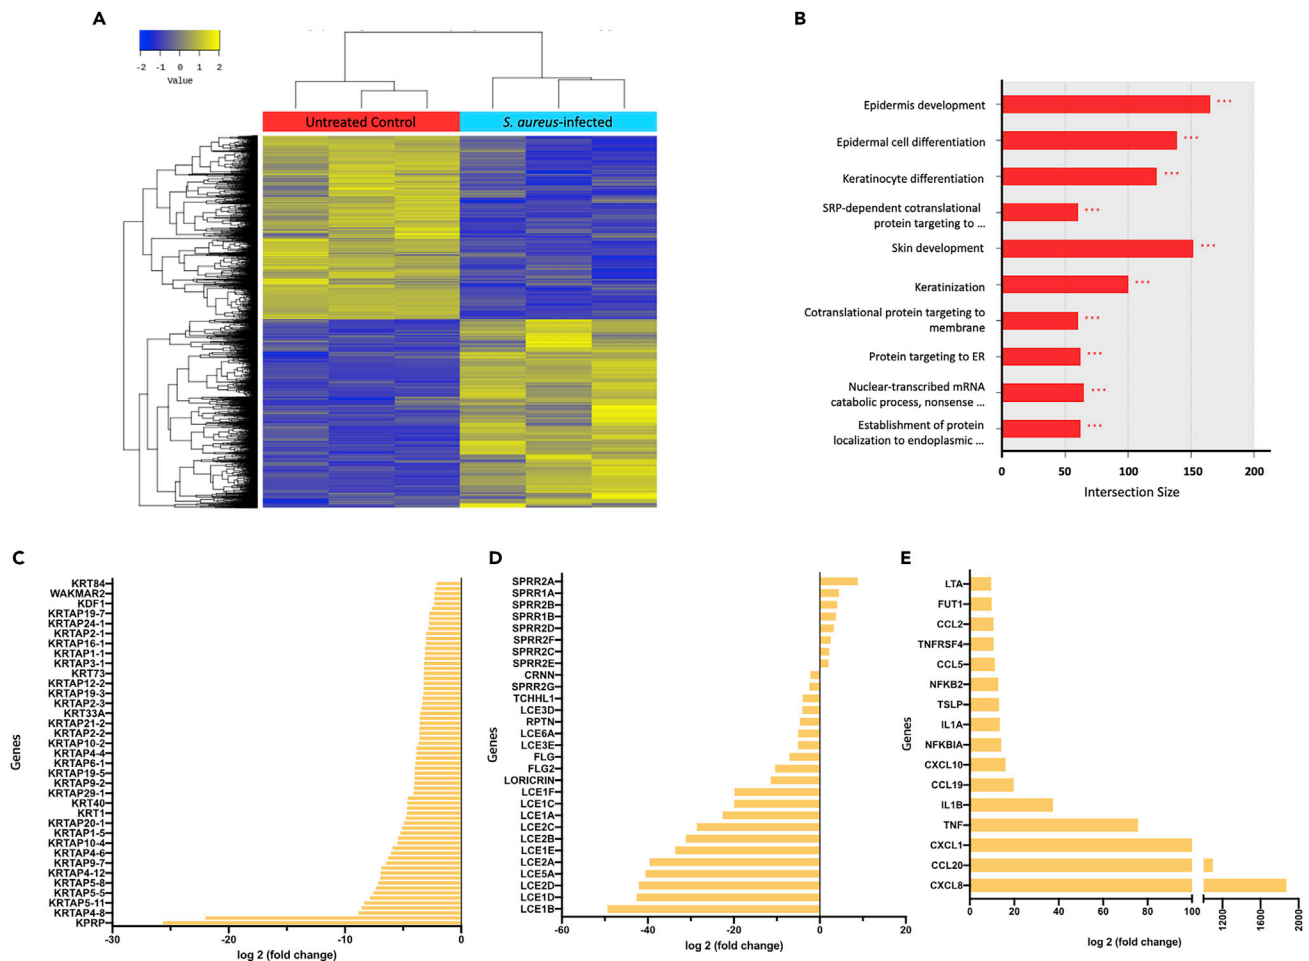 A
-2 -1 0 1 2
Value
Untreated Control
S. aureus-infected
B
Epidermis development
***
Epidermal cell differentiation
***
Keratinocyte differentiation
***
SRP-dependent cotranslational
protein targeting to ...
***
Skin development
***
Keratinization
***
Cotranslational protein targeting to
membrane
***
Protein targeting to ER
***
Nuclear-transcribed mRNA
catabolic process, nonsense ...
***
Establishment of protein
localization to endoplasmic ...
***
0 50 100 150 200
Intersection Size
C
Genes
KRT84
WAKMAR2
KDF1
KRTAP19-7
KRTAP24-1
KRTAP2-1
KRTAP16-1
KRTAP1-1
KRTAP3-1
KRT73
KRTAP12-2
KRTAP19-3
KRTAP2-3
KRT33A
KRTAP21-2
KRTAP2-2
KRTAP10-2
KRTAP4-4
KRTAP6-1
KRTAP19-5
KRTAP9-2
KRTAP29-1
KRT40
KRT1
KRTAP20-1
KRTAP1-5
KRTAP10-4
KRTAP4-6
KRTAP9-7
KRTAP4-12
KRTAP5-8
KRTAP5-5
KRTAP5-11
KRTAP4-8
KPRP
-30 -20 -10 0
log 2 (fold change)
D
Genes
SPRR2A
SPRR1A
SPRR2B
SPRR1B
SPRR2D
SPRR2F
SPRR2C
SPRR2E
CRNN
SPRR2G
TCHHL1
LCE3D
RPTN
LCE6A
LCE3E
FLG
FLG2
LORICRIN
LCE1F
LCE1C
LCE1A
LCE2C
LCE2B
LCE1E
LCE2A
LCE5A
LCE2D
LCE1D
LCE1B
-60 -40 -20 0 20
log 2 (fold change)
E
Genes
LTA
FUT1
CCL2
TNFRSF4
CCL5
NFKB2
TSLP
IL1A
NFKBIA
CXCL10
CCL19
IL1B
TNF
CXCL1
CCL20
CXCL8
0 20 40 60 80 100 1200 1600 2000
log 2 (fold change)